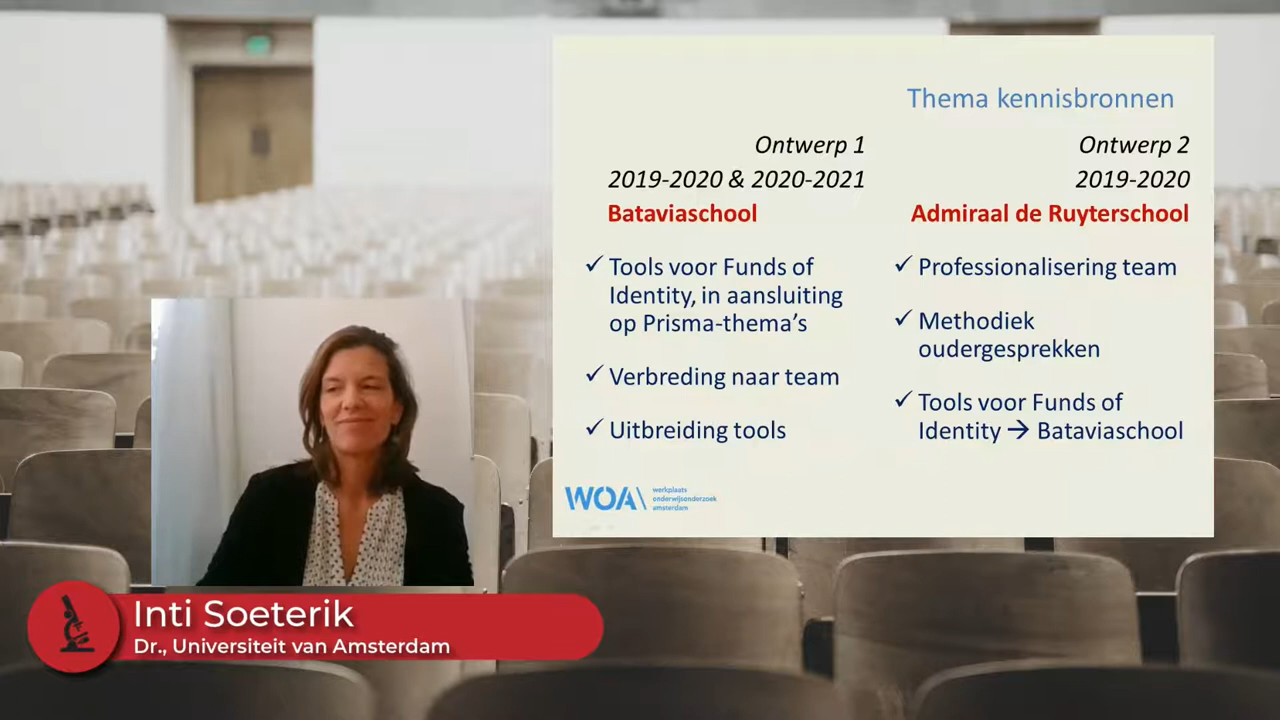 Thema kennisbronnen
Ontwerp 1
2019-2020 & 2020-2021
Bataviaschool
✓ Tools voor Funds of
Identity, in aansluiting
op Prisma-thema’s
✓ Verbreding naar team
✓ Uitbreiding tools
Ontwerp 2
2019-2020
Admiraal de Ruyterschool
✓ Professionalisering team
✓ Methodiek
oudergesprekken
✓ Tools voor Funds of
Identity → Bataviaschool
WOA\
werkplaats
onderwijsonderzoek
amsterdam
Inti Soeterik
Dr., Universiteit van Amsterdam